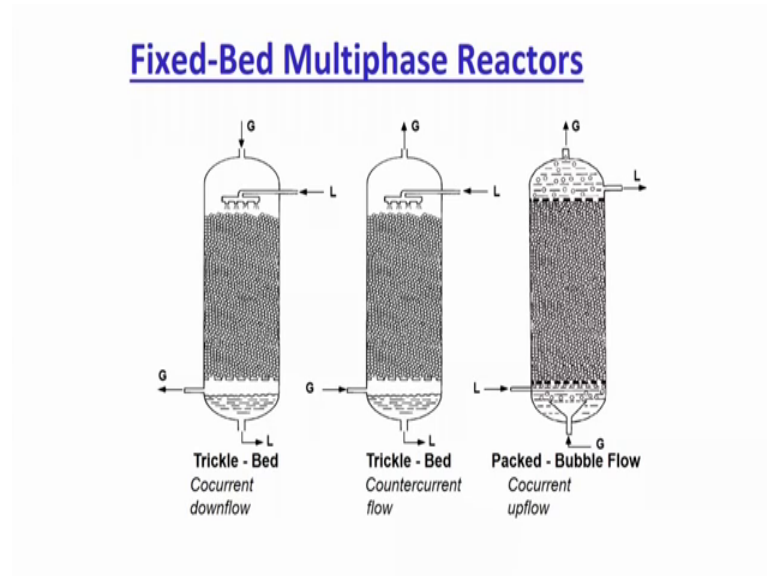 Fixed-Bed Multiphase Reactors
G
G
G
L
L
L
G
G
L
L
L
G
Trickle - Bed
Cocurrent
downflow
Trickle - Bed
Countercurrent
flow
Packed - Bubble Flow
Cocurrent
upflow